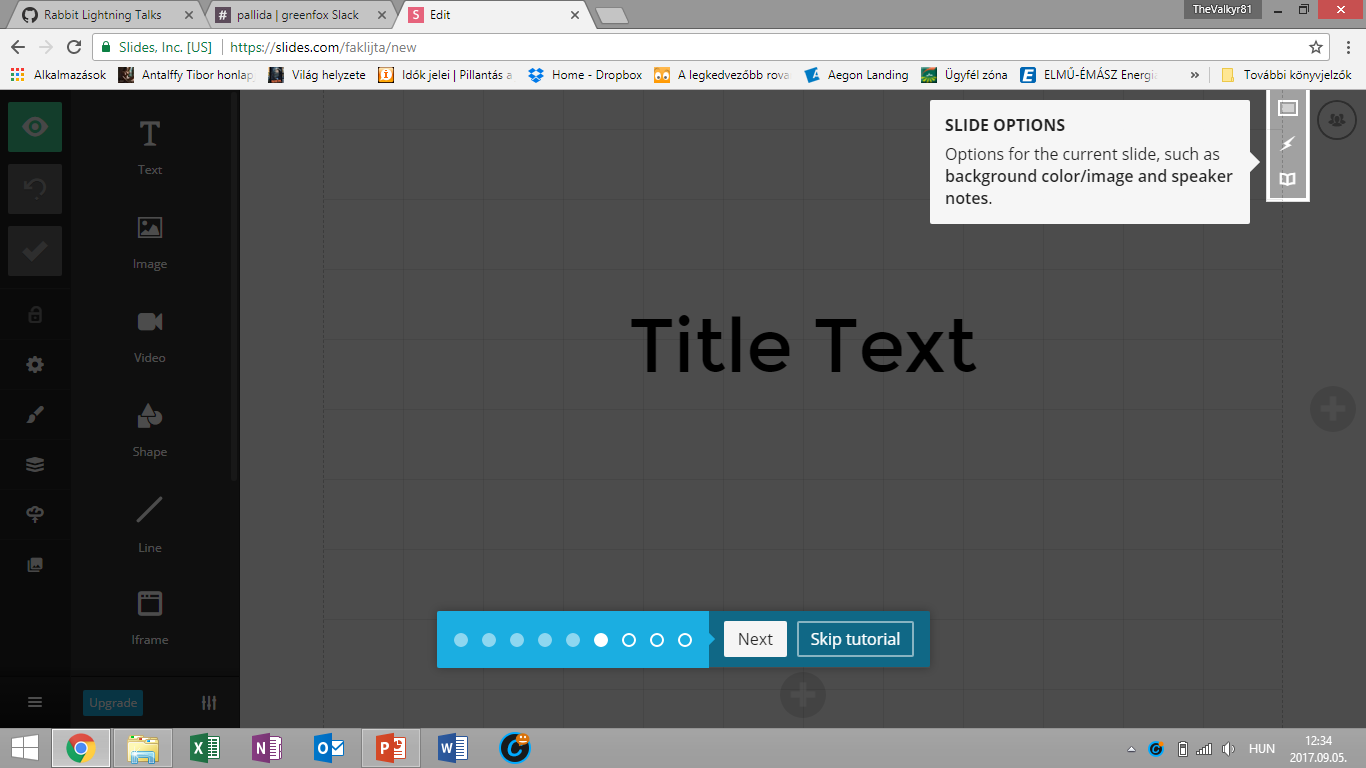 Rabbit Lightning Talks
pallida | greenfox Slack
S Edit
TheValkyr81
Slides, Inc. [US]
https://slides.com/faklijta/new
Alkalmazások
Antalffy Tibor honlap
Világ helyzete
Idők jelei | Pillantás a
Home - Dropbox
A legkedvezőbb rova
Aegon Landing
Ügyfél zóna
ELMŰ-ÉMÁSZ Energia
»
További könyvjelzők
SLIDE OPTIONS
Options for the current slide, such as
background color/image and speaker
notes.
Text
Image
Video
Shape
Line
Iframe
Upgrade
Title Text
Next
Skip tutorial
HUN
12:34
2017.09.05.